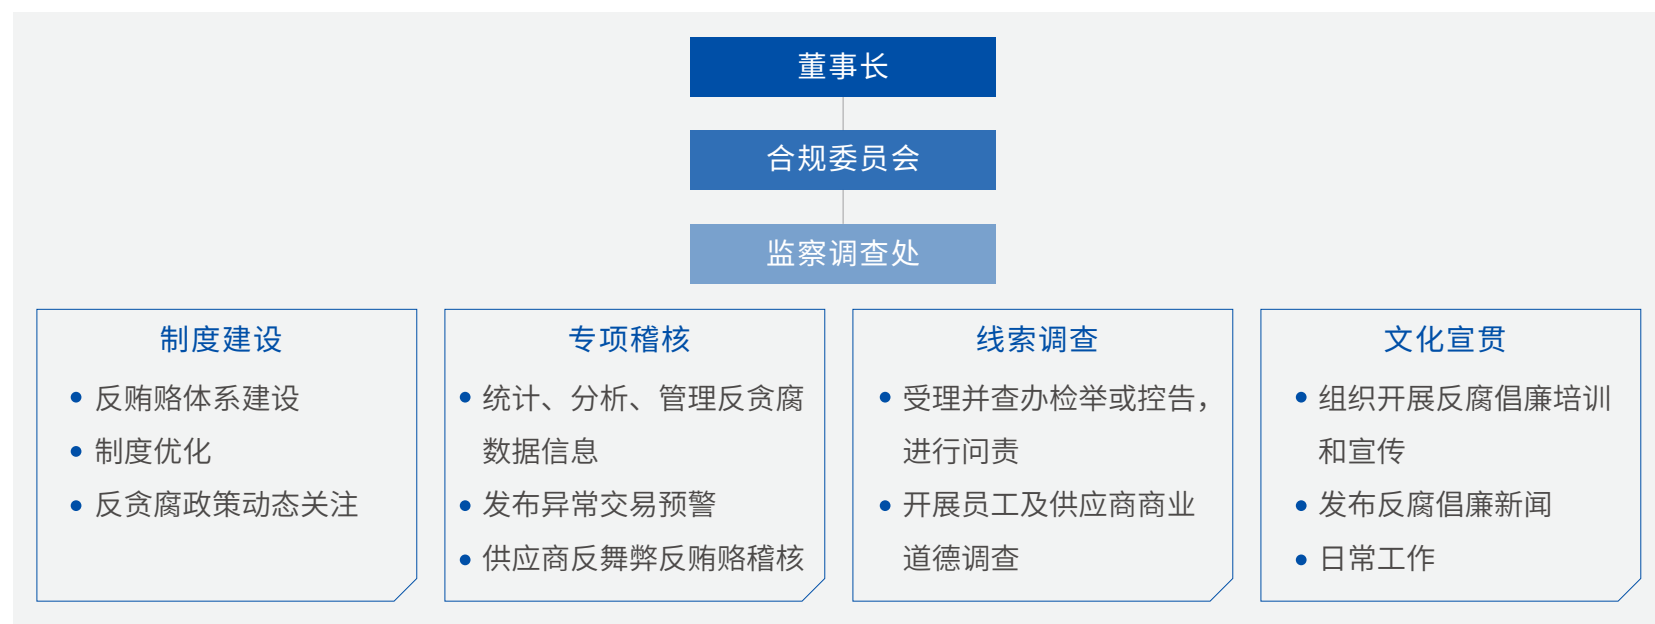 董事长
合规委员会
监察调查处
制度建设
• 反贿赂体系建设
• 制度优化
• 反贪腐政策动态关注
专项稽核
• 统计、分析、管理反贪腐
数据信息
• 发布异常交易预警
• 供应商反舞弊反贿赂稽核
线索调查
• 受理并查办检举或控告，
进行问责
• 开展员工及供应商商业
道德调查
文化宣贯
• 组织开展反腐倡廉培训
和宣传
• 发布反腐倡廉新闻
• 日常工作